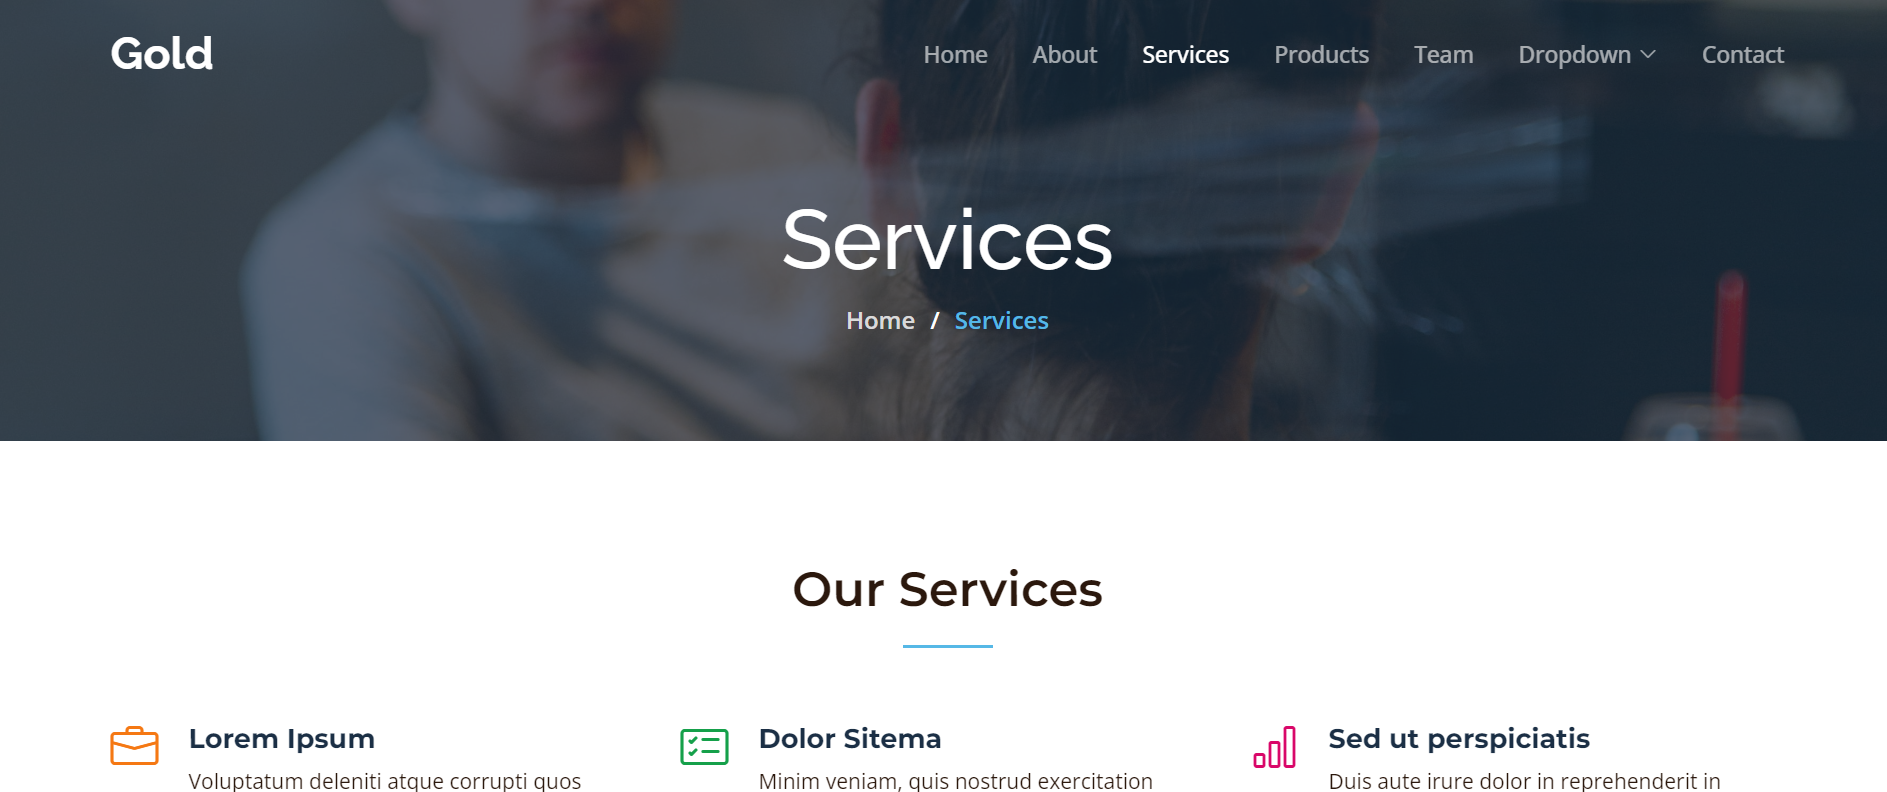 Gold
Home About Services Products Team Dropdown Contact
Services
Home / Services
Our Services
Lorem Ipsum
Voluptatum deleniti atque corrupti quos
Dolor Sitema
Minim veniam, quis nostrud exercitation
Sed ut perspiciatis
Duis aute irure dolor in reprehenderit in